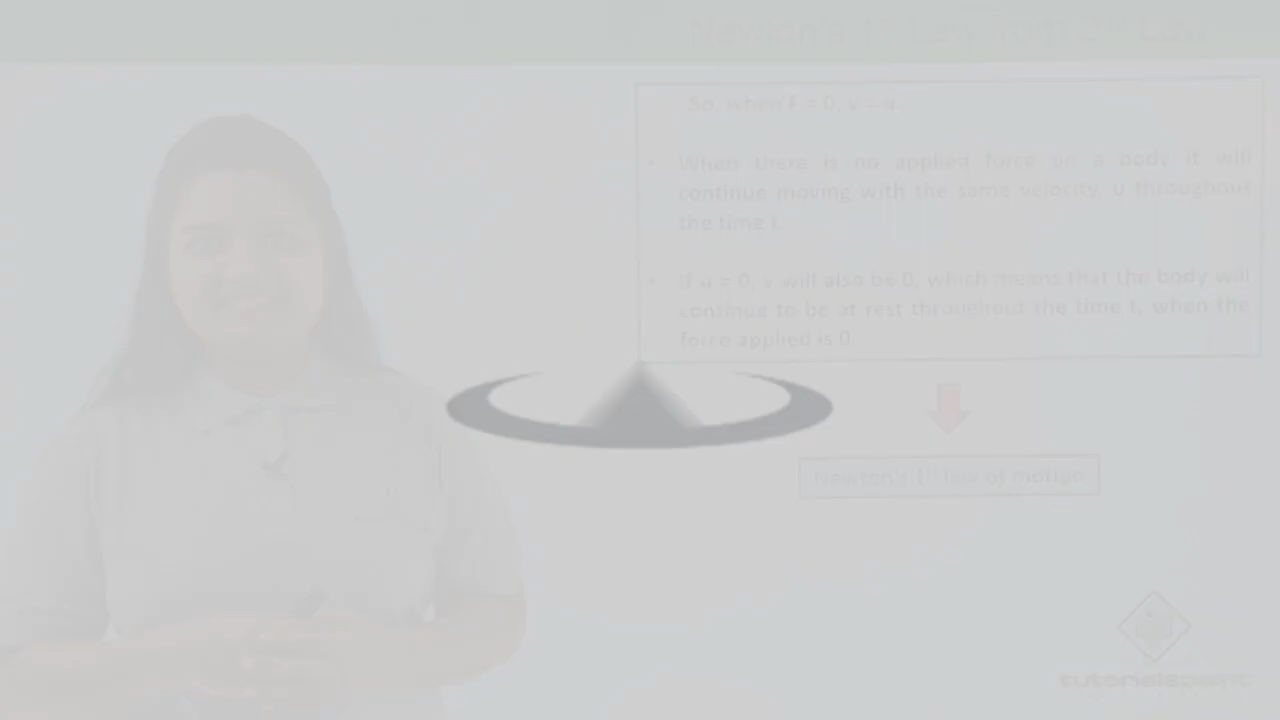 Newton's 1st Law from 2nd Law
So, when F = 0, v = u.
• When there is no applied force on a body it will
continue moving with the same velocity, u throughout
the time t.
• If u = 0, v will also be 0, which means that the body will
continue to be at rest throughout the time t, when the
force applied is 0.
Newton's 1st law of motion
tutorialspoint